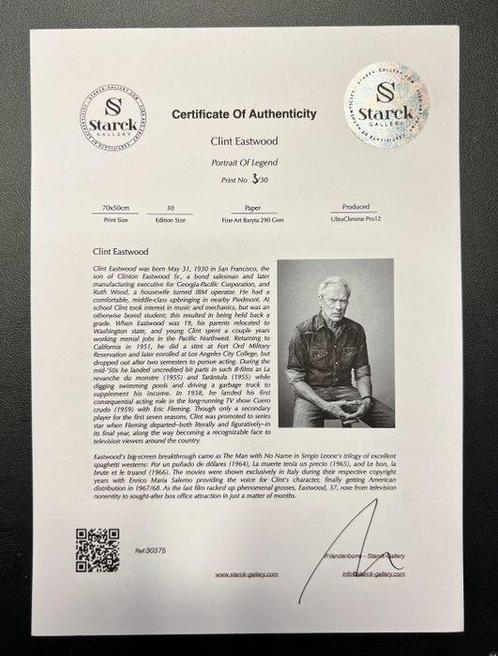 STARCK-GALLERY.COM
Starck
GALLERY
CERTIFICATE OF AUTHENTICITY
Starck
GALLERY
Certificate Of Authenticity
Clint Eastwood
Portrait Of Legend
Print No 3/30
70x50cm 30 Paper Produced
Print Size Edition Size Fine Art Baryta 290 Gsm UltraChrome Pro12
Clint Eastwood
Clint Eastwood was born May 31, 1930 in San Francisco, the
son of Clinton Eastwood Sr., a bond salesman and later
manufacturing executive for Georgia-Pacific Corporation, and
Ruth Wood, a housewife turned IBM operator. He had a
comfortable, middle-class upbringing in nearby Piedmont. At
school Clint took interest in music and mechanics, but was an
otherwise bored student; this resulted in being held back a
grade. When Eastwood was 19, his parents relocated to
Washington state, and young Clint spent a couple years
working menial jobs in the Pacific Northwest. Returning to
California in 1951, he did a stint at Fort Ord Military
Reservation and later enrolled at Los Angeles City College, but
dropped out after two semesters to pursue acting. During the
mid-'50s he landed uncredited bit parts in such B-films as La
revanche du monstre (1955) and Tarántula (1955) while
digging swimming pools and driving a garbage truck to
supplement his income. In 1958, he landed his first
consequential acting role in the long-running TV show Cuero
crudo (1959) with Eric Fleming. Though only a secondary
player for the first seven seasons, Clint was promoted to series
star when Fleming departed--both literally and figuratively--in
its final year, along the way becoming a recognizable face to
television viewers around the country.
Eastwood's big-screen breakthrough came as The Man with No Name in Sergio Leone's trilogy of excellent
spaghetti westerns: Por un puñado de dólares (1964), La muerte tenía un precio (1965), and Le bon, la
brute et le truand (1966). The movies were shown exclusively in Italy during their respective copyright
years with Enrico Maria Salerno providing the voice for Clint's character, finally getting American
distribution in 1967/68. As the last film racked up phenomenal grosses, Eastwood, 37, rose from television
nonentity to sought-after box office attraction in just a matter of months.
Ref:30375
P.Vandenborne - Starck-Gallery
www.starck-gallery.com info@starck-gallery.com